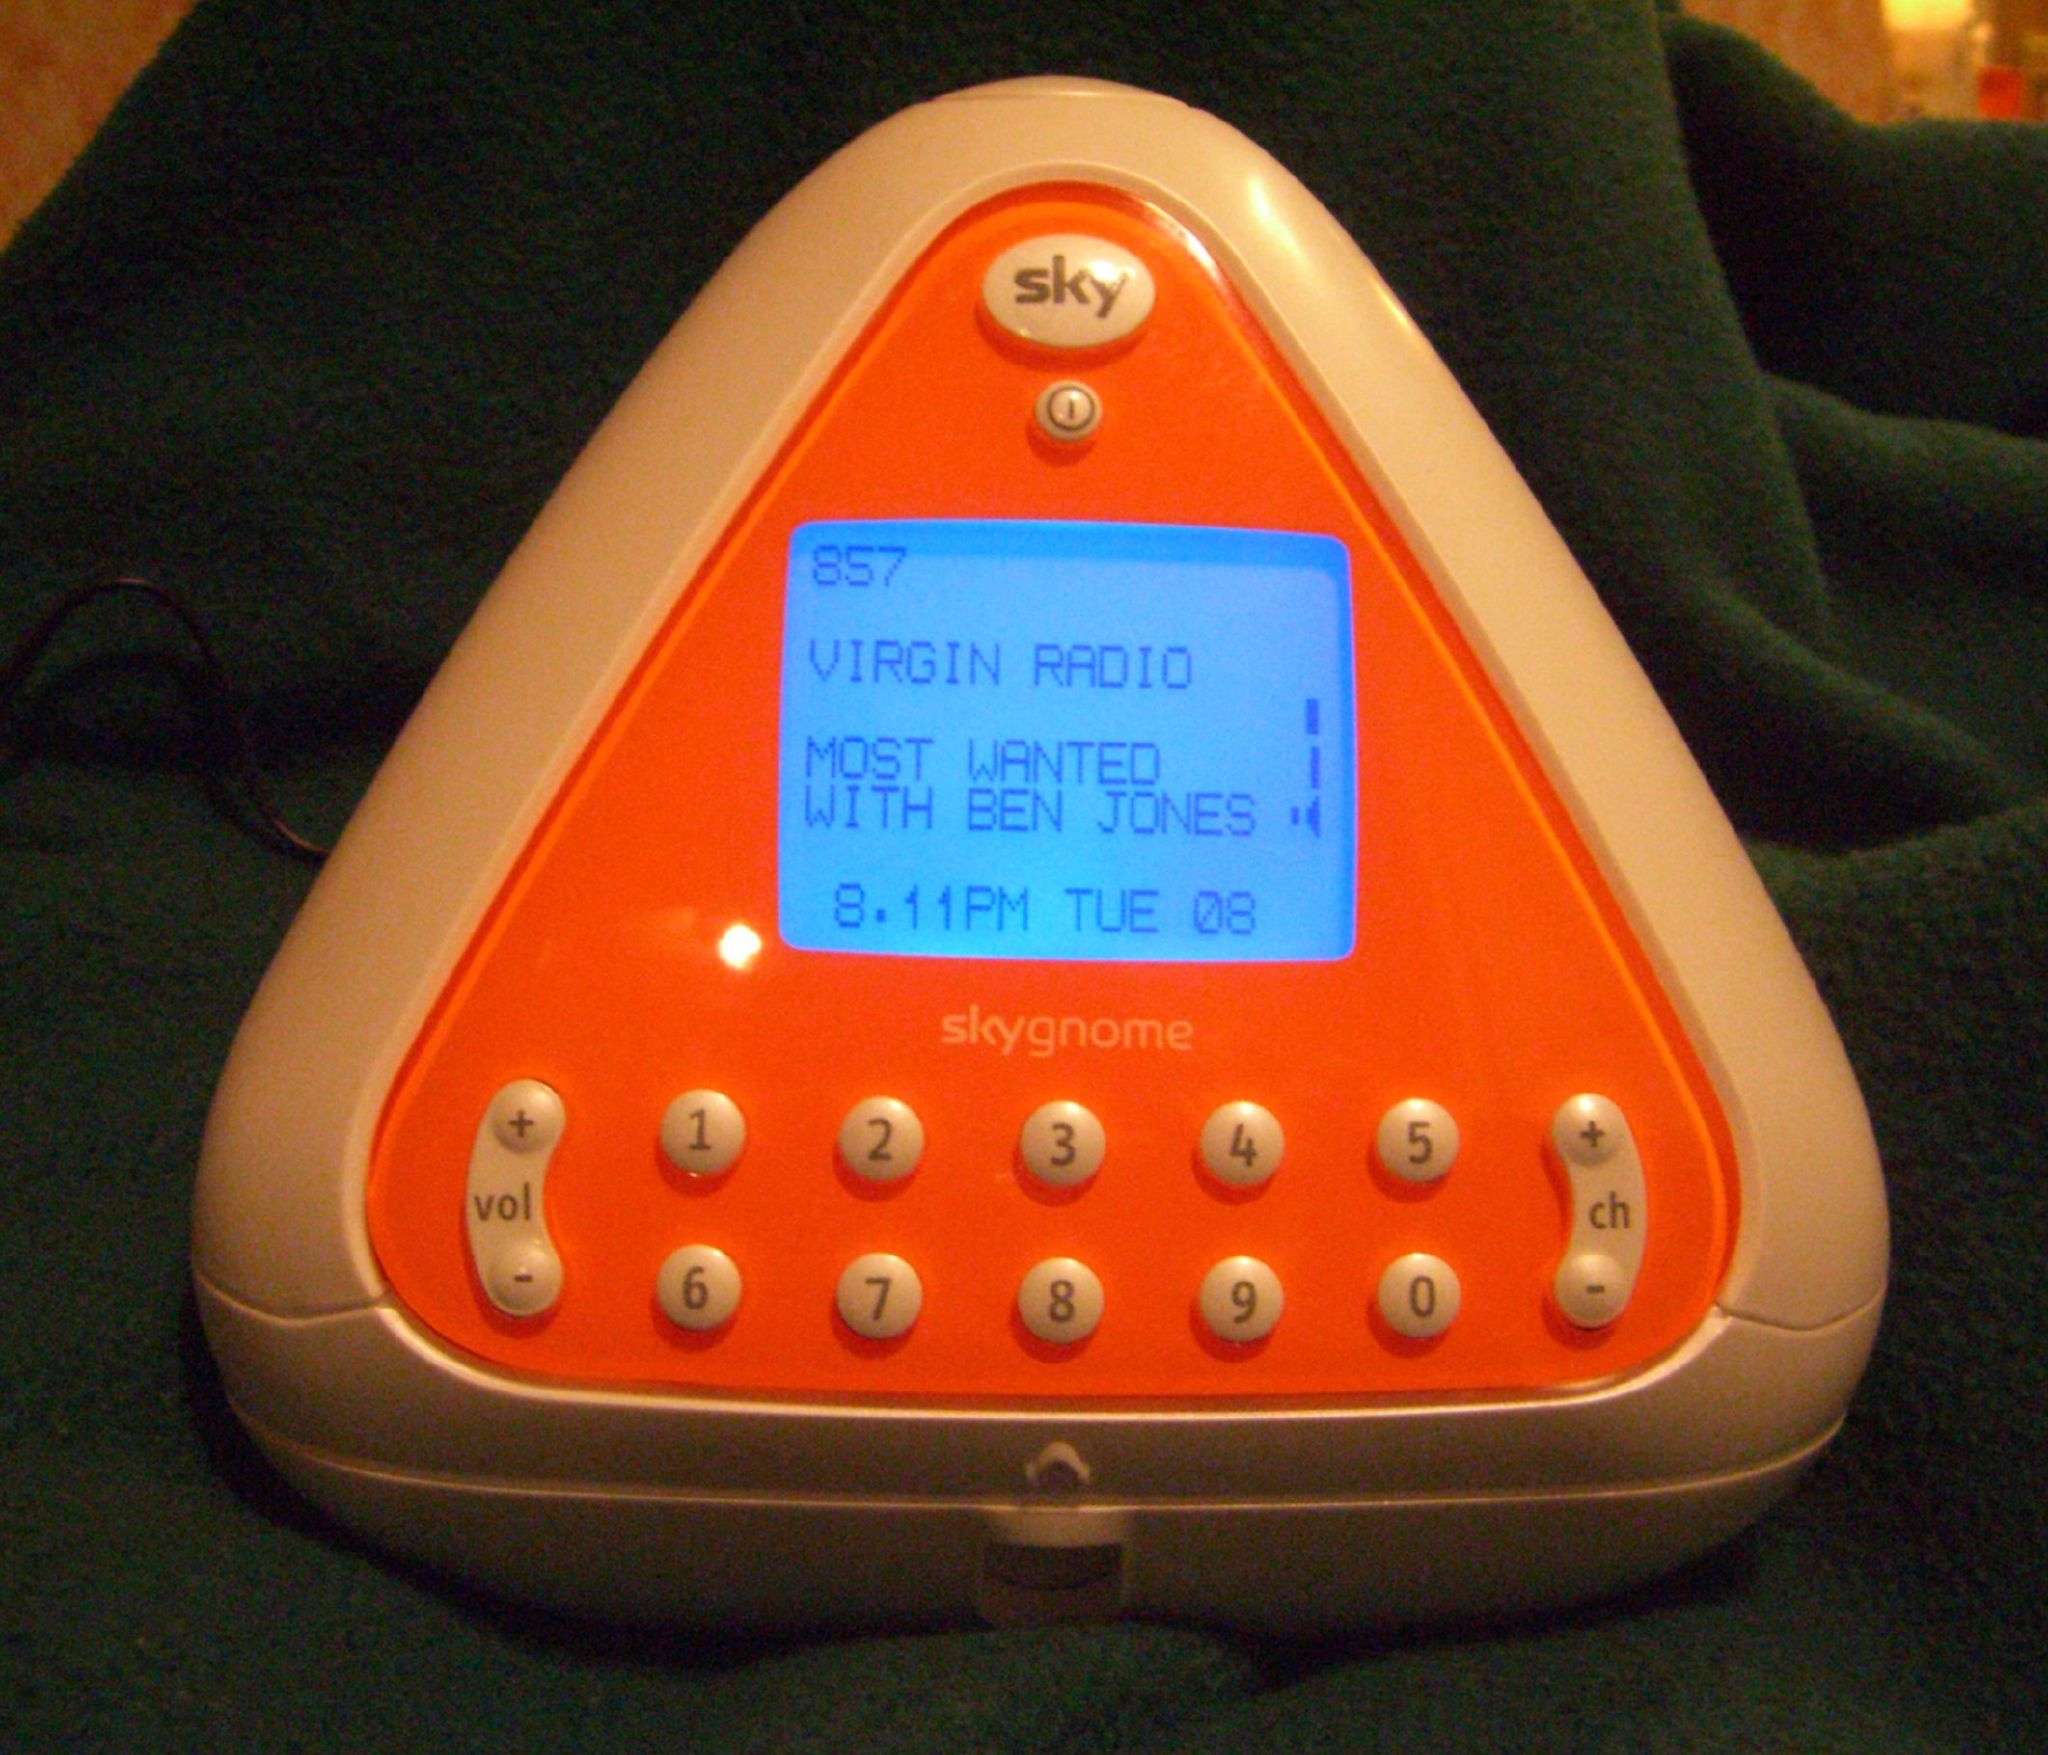 sky
857
VIRGIN RADIO
MOST WANTED
WITH BEN JONES
8.11PM TUE 08
skygnome
+ 1 2 3 4 5 +
vol ch
- 6 7 8 9 0 -